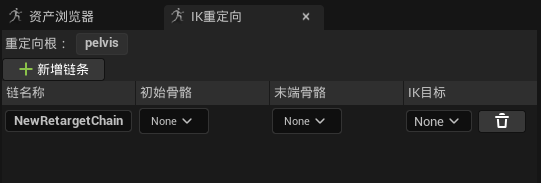 资产浏览器 IK重定向
重定向根： pelvis
新增链条
链名称 初始骨骼 末端骨骼 IK目标
NewRetargetChain None None None